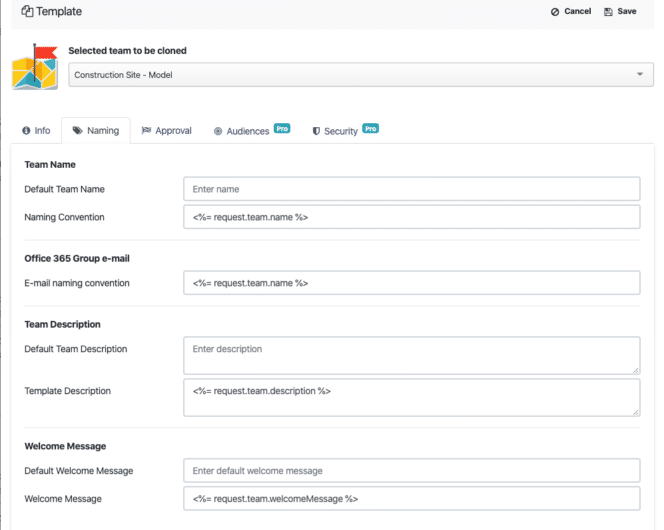 Template
Cancel Save
Selected team to be cloned
Construction Site - Model
Info Naming Approval Audiences Pro Security Pro
Team Name
Default Team Name Enter name
Naming Convention <%= request.team.name %>
Office 365 Group e-mail
E-mail naming convention <%= request.team.name %>
Team Description
Default Team Description Enter description
Template Description <%= request.team.description %>
Welcome Message
Default Welcome Message Enter default welcome message
Welcome Message <%= request.team.welcomeMessage %>